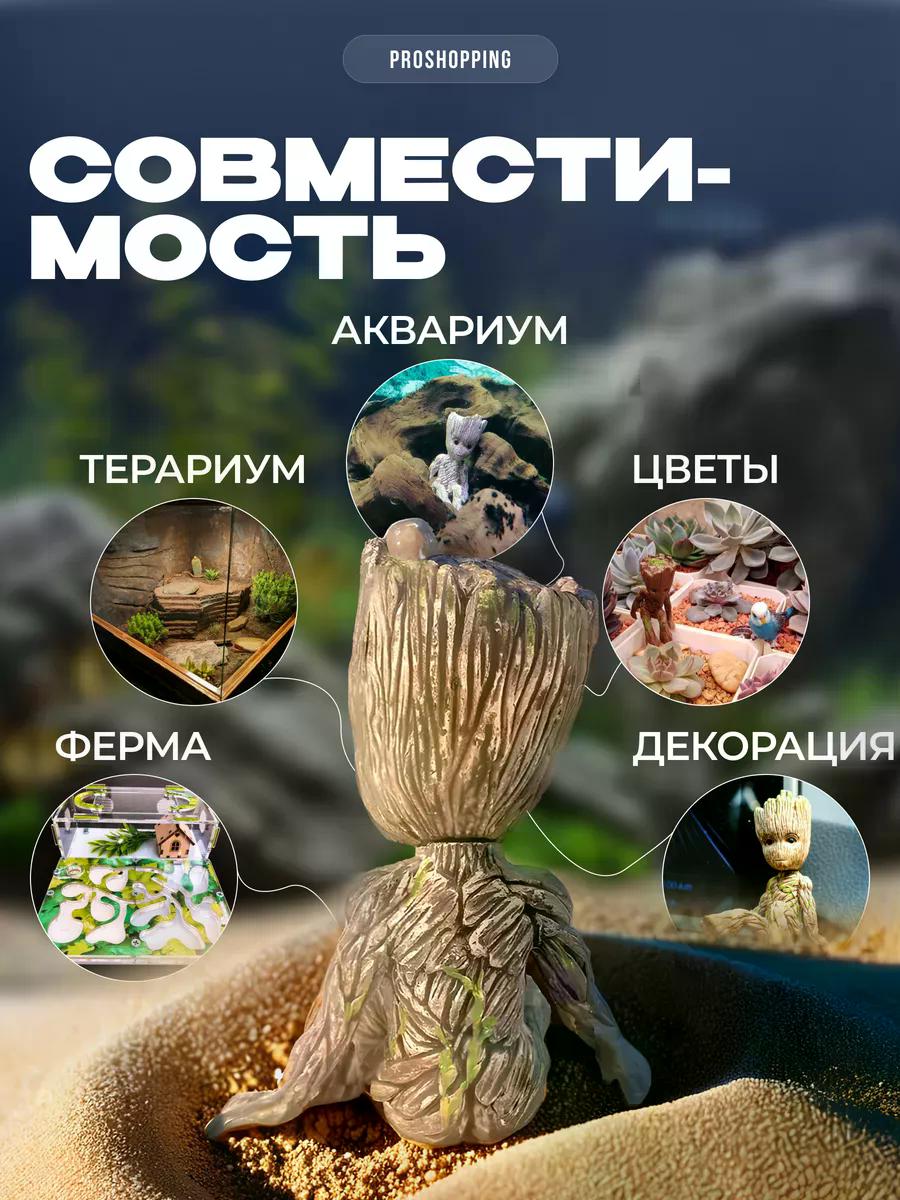 PROSHOPPING
СОВМЕСТИ-
МОСТЬ
АКВАРИУМ
ТЕРАРИУМ
ЦВЕТЫ
ФЕРМА
ДЕКОРАЦИЯ